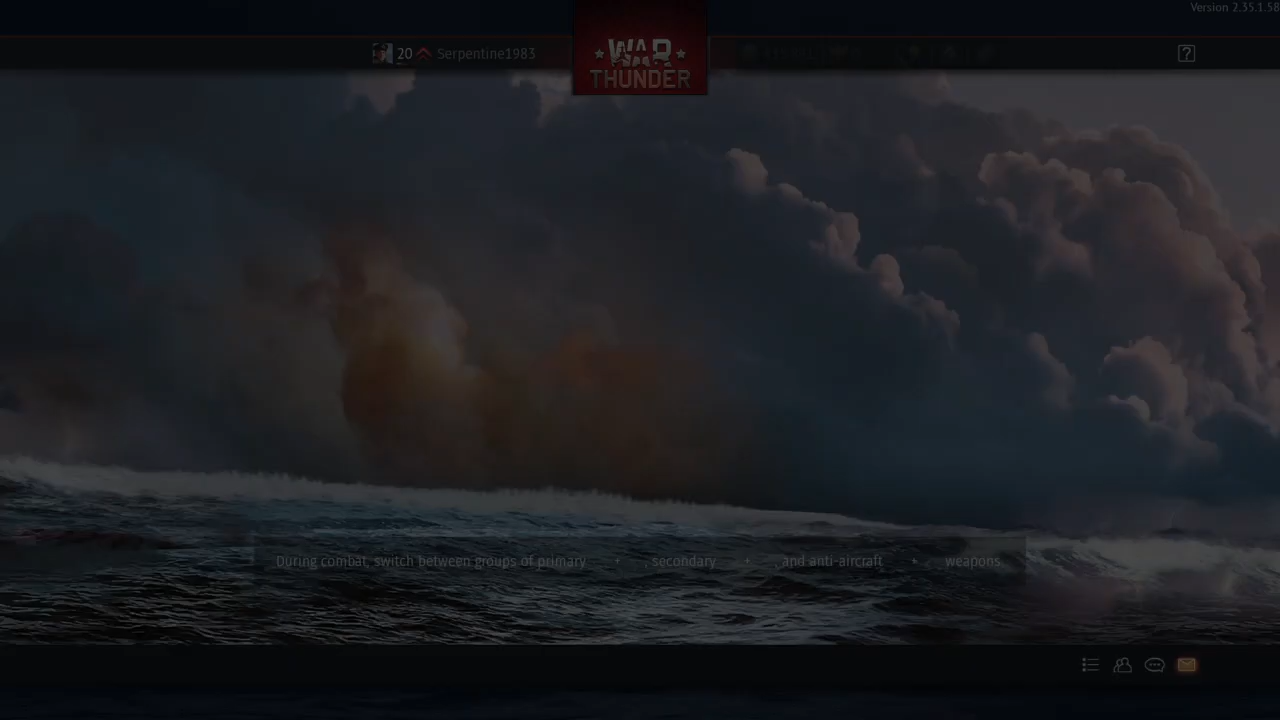 Version 2.35.1.58
20 Serpentine1983
WAR
THUNDER
?
During combat, switch between groups of primary + , secondary + , and anti-aircraft + weapons.